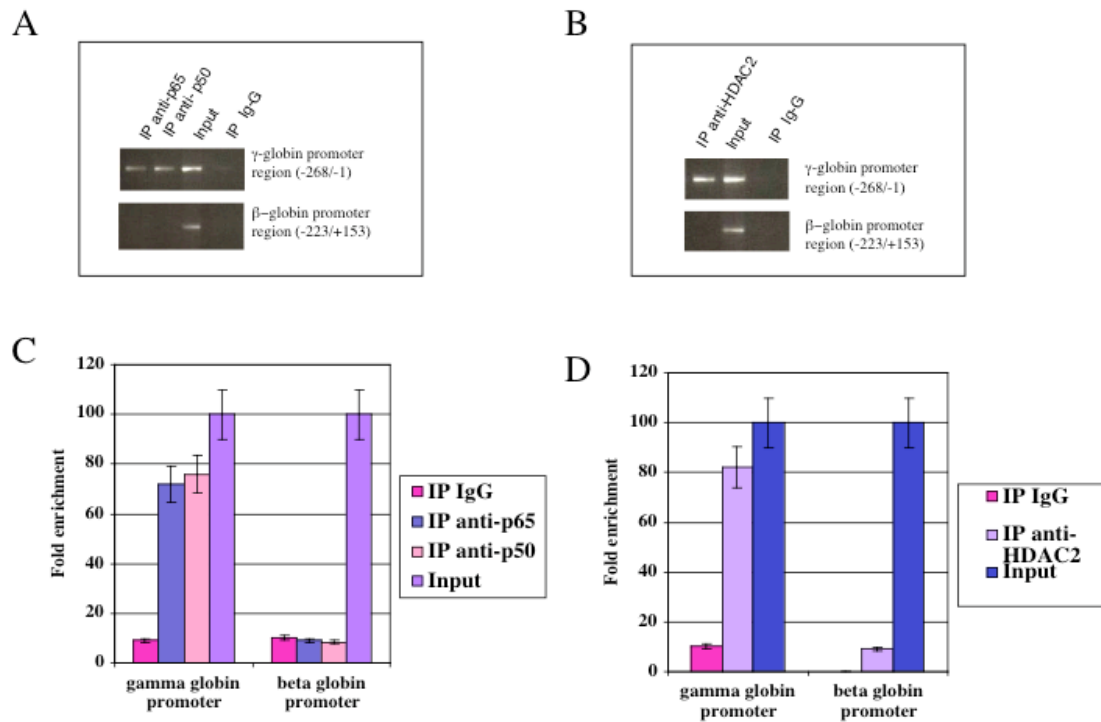 A
IP anti-p65
IP anti- p50
Input
IP Ig-G
γ-globin promoter
region (-268/-1)
β–globin promoter
region (-223/+153)
B
IP anti-HDAC2
Input
IP Ig-G
γ-globin promoter
region (-268/-1)
β-globin promoter
region (-223/+153)
C
Fold enrichment
120
100
80
60
40
20
0
gamma globin
promoter
beta globin
promoter
IP IgG
IP anti-p65
IP anti-p50
Input
D
Fold enrichment
120
100
80
60
40
20
0
gamma globin
promoter
beta globin
promoter
IP IgG
IP anti-
HDAC2
Input